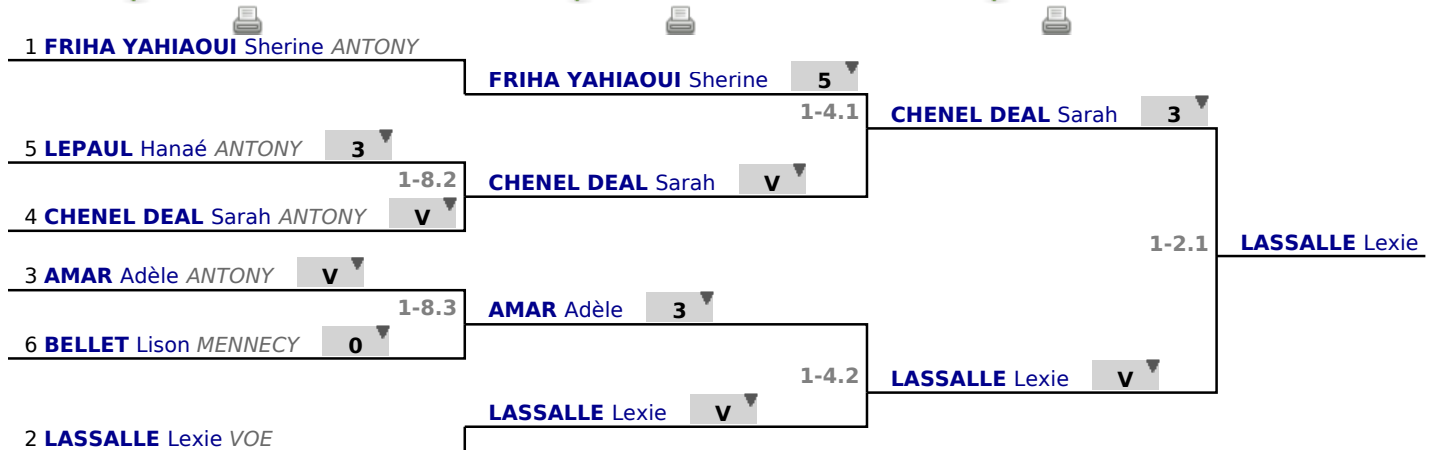 1 FRIHA YAHIAOUI Sherine ANTONY
FRIHA YAHIAOUI Sherine 5
1-4.1
CHENEL DEAL Sarah 3
5 LEPAUL Hanaé ANTONY 3
1-8.2
CHENEL DEAL Sarah V
4 CHENEL DEAL Sarah ANTONY V
1-2.1
LASSALLE Lexie
3 AMAR Adèle ANTONY V
1-8.3
AMAR Adèle 3
6 BELLET Lison MENNECY 0
1-4.2
LASSALLE Lexie V
LASSALLE Lexie V
2 LASSALLE Lexie VOE